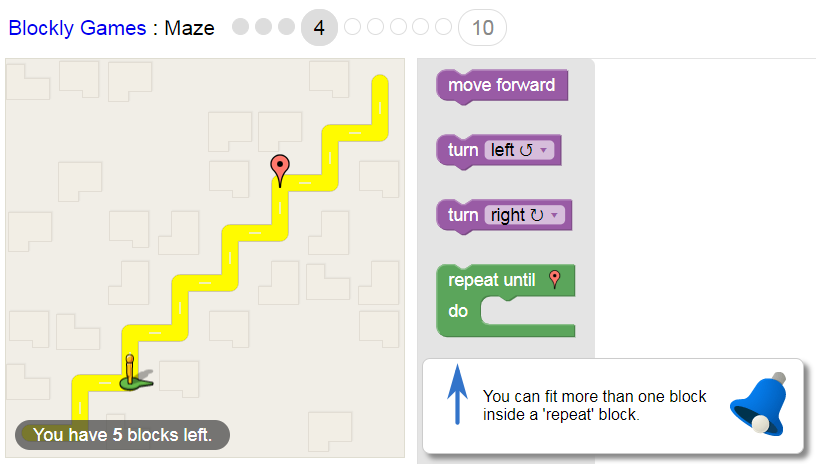 Blockly Games : Maze 4 10
move forward
turn left ↺ ▾
turn right ↻ ▾
repeat until
do
You can fit more than one block
inside a 'repeat' block.
You have 5 blocks left.